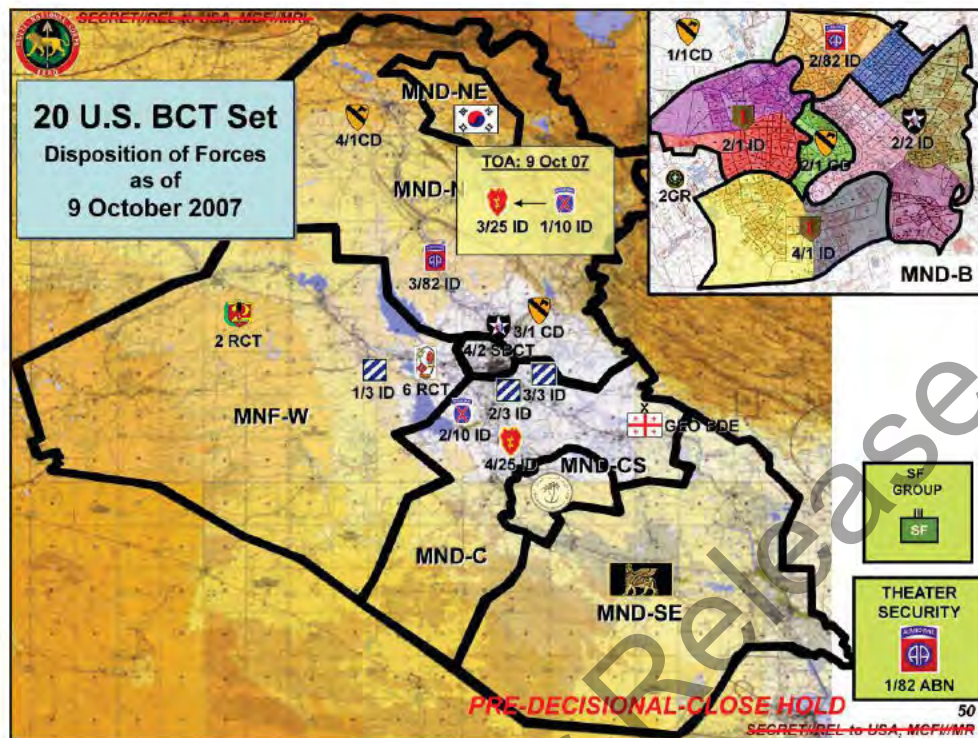 SECRET//REL to USA, MCFI//MRL
20 U.S. BCT Set
Disposition of Forces
as of
9 October 2007
MND-NE
4/1CD
TOA: 9 Oct 07
3/25 ID
1/10 ID
3/82 ID
2 RCT
3/1 CD
4/2 SBCT
1/3 ID
6 RCT
3/3 ID
2/3 ID
MNF-W
2/10 ID
X
GEO BDE
4/25 ID
MND-CS
MND-C
MND-SE
1/1CD
2/82 ID
2/1 ID
2/1 CD
2/2 ID
2CR
4/1 ID
MND-B
SF
GROUP
III
SF
THEATER
SECURITY
AIRBORNE
AA
1/82 ABN
Release
PRE-DECISIONAL-CLOSE HOLD
50
SECRET//REL to USA, MCFI//MR